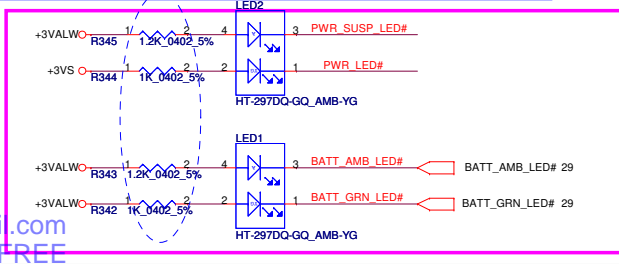 LED2
+3VALW 1 2 4 3 PWR_SUSP_LED#
R345 1.2K_0402_5% Y
+3VS 1 2 2 1 PWR_LED#
R344 1K_0402_5%
HT-297DQ-GQ_AMB-YG
LED1
+3VALW 1 2 4 3 BATT_AMB_LED# BATT_AMB_LED# 29
R343 1.2K_0402_5% Y
+3VALW 1 2 2 1 BATT_GRN_LED# BATT_GRN_LED# 29
R342 1K_0402_5%
HT-297DQ-GQ_AMB-YG
il.com
FREE